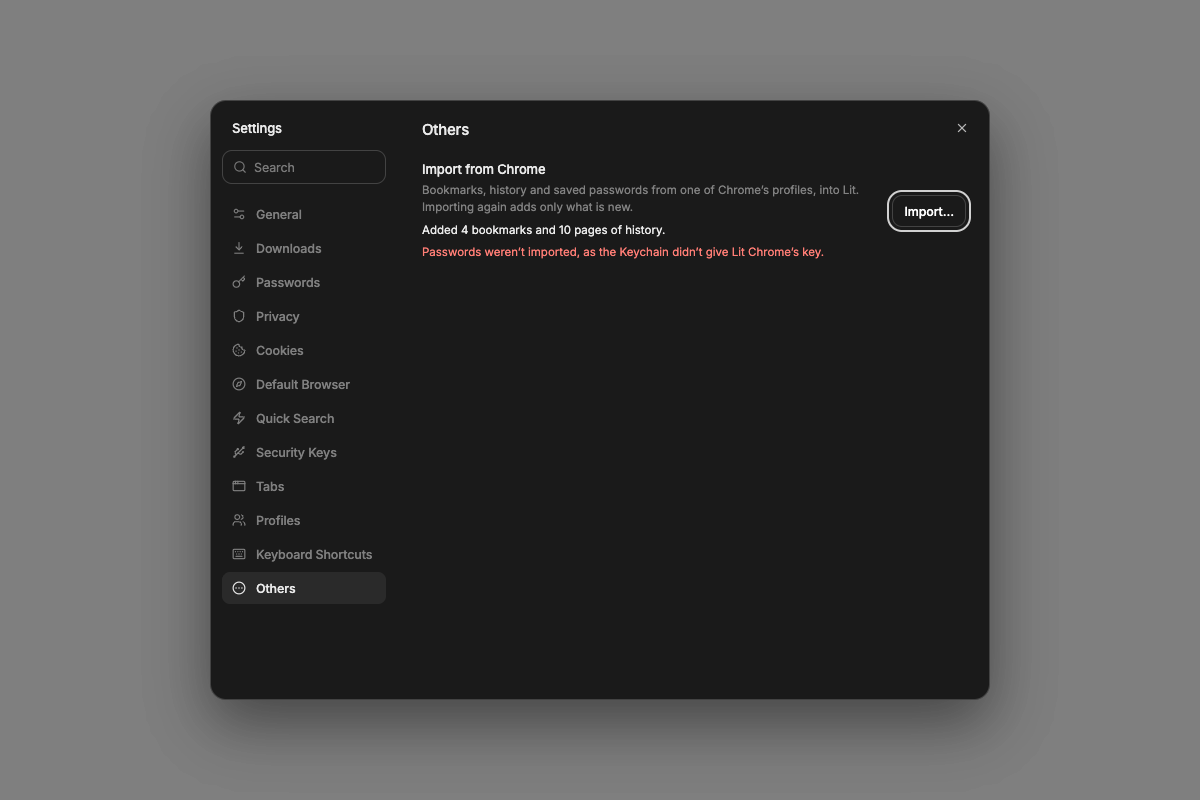 Settings
Search
General
Downloads
Passwords
Privacy
Cookies
Default Browser
Quick Search
Security Keys
Tabs
Profiles
Keyboard Shortcuts
Others
Others
Import from Chrome
Bookmarks, history and saved passwords from one of Chrome’s profiles, into Lit.
Importing again adds only what is new.
Added 4 bookmarks and 10 pages of history.
Passwords weren’t imported, as the Keychain didn’t give Lit Chrome’s key.
Import…